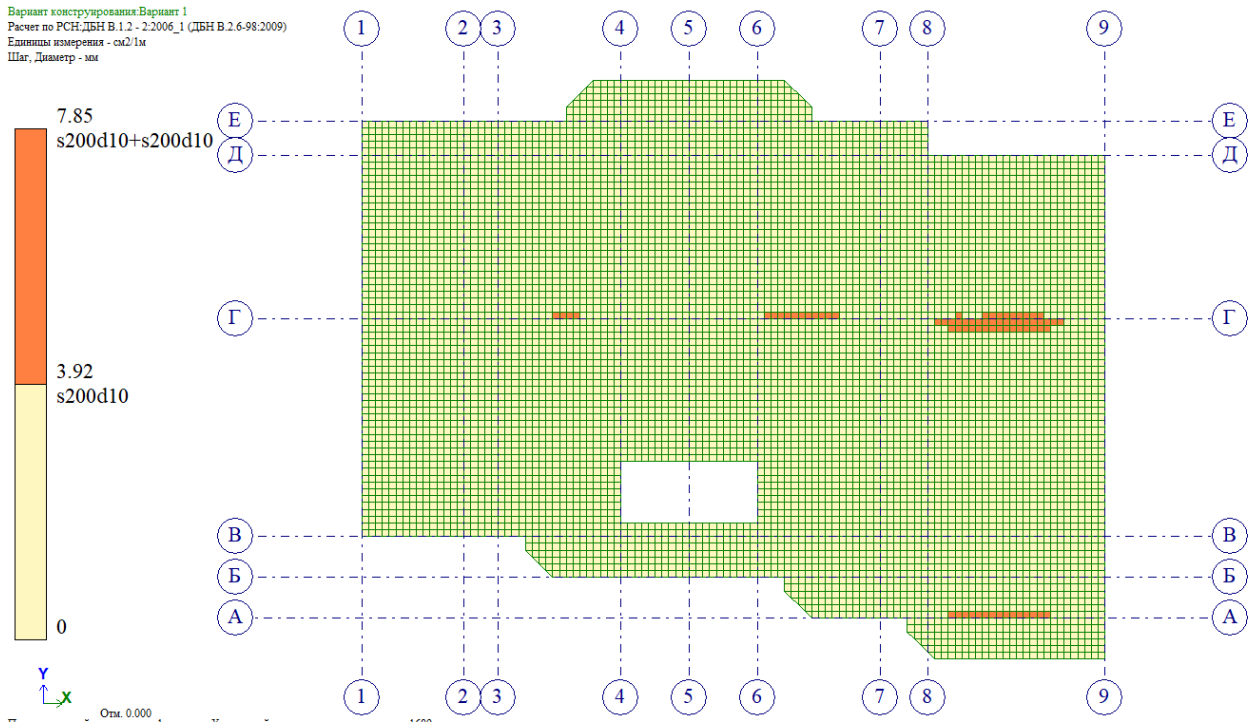 Вариант конструирования:Вариант 1
Расчет по РСН:ДБН В.1.2 - 2:2006_1 (ДБН В.2.6-98:2009)
Единицы измерения - см2/1м
Шаг, Диаметр - мм
1 2 3 4 5 6 7 8 9
7.85
s200d10+s200d10
Е Е
Д Д
Г Г
3.92
s200d10
В В
Б Б
А А
0
Y
X
1 2 3 4 5 6 7 8 9
Отм. 0.000